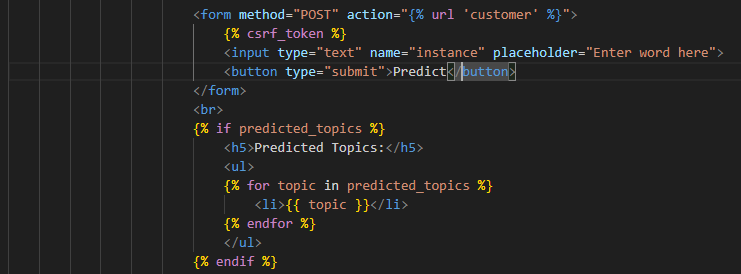 <form method="POST" action="{% url 'customer' %}">
{% csrf_token %}
<input type="text" name="instance" placeholder="Enter word here">
<button type="submit">Predict</button>
</form>
<br>
{% if predicted_topics %}
<h5>Predicted Topics:</h5>
<ul>
{% for topic in predicted_topics %}
<li>{{ topic }}</li>
{% endfor %}
</ul>
{% endif %}